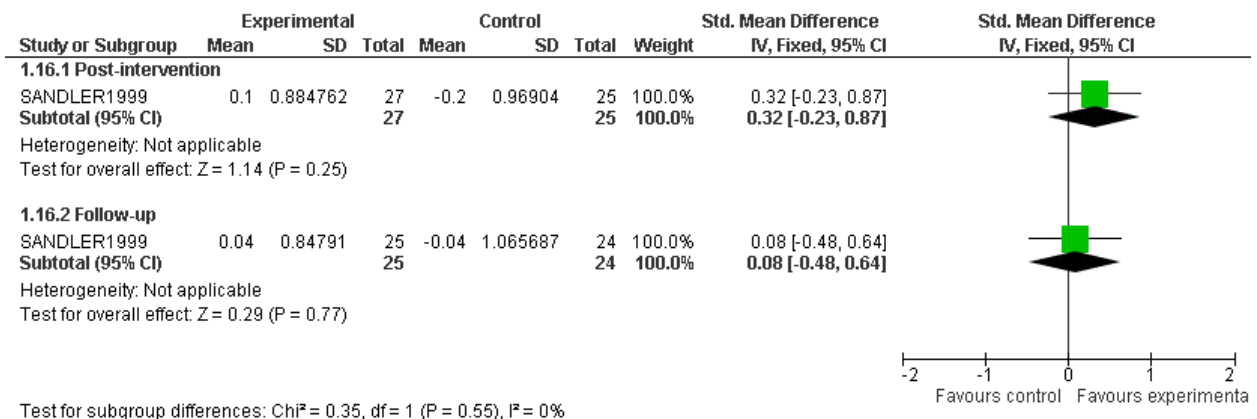 Experimental Control Std. Mean Difference Std. Mean Difference
Study or Subgroup Mean SD Total Mean SD Total Weight IV, Fixed, 95% CI IV, Fixed, 95% CI
1.16.1 Post-intervention
SANDLER1999 0.1 0.884762 27 -0.2 0.96904 25 100.0% 0.32 [-0.23, 0.87]
Subtotal (95% CI) 27 25 100.0% 0.32 [-0.23, 0.87]
Heterogeneity: Not applicable
Test for overall effect: Z = 1.14 (P = 0.25)
1.16.2 Follow-up
SANDLER1999 0.04 0.84791 25 -0.04 1.065687 24 100.0% 0.08 [-0.48, 0.64]
Subtotal (95% CI) 25 24 100.0% 0.08 [-0.48, 0.64]
Heterogeneity: Not applicable
Test for overall effect: Z = 0.29 (P = 0.77)
-2 -1 0 1 2
Favours control Favours experimenta
Test for subgroup differences: Chi² = 0.35, df = 1 (P = 0.55), I² = 0%